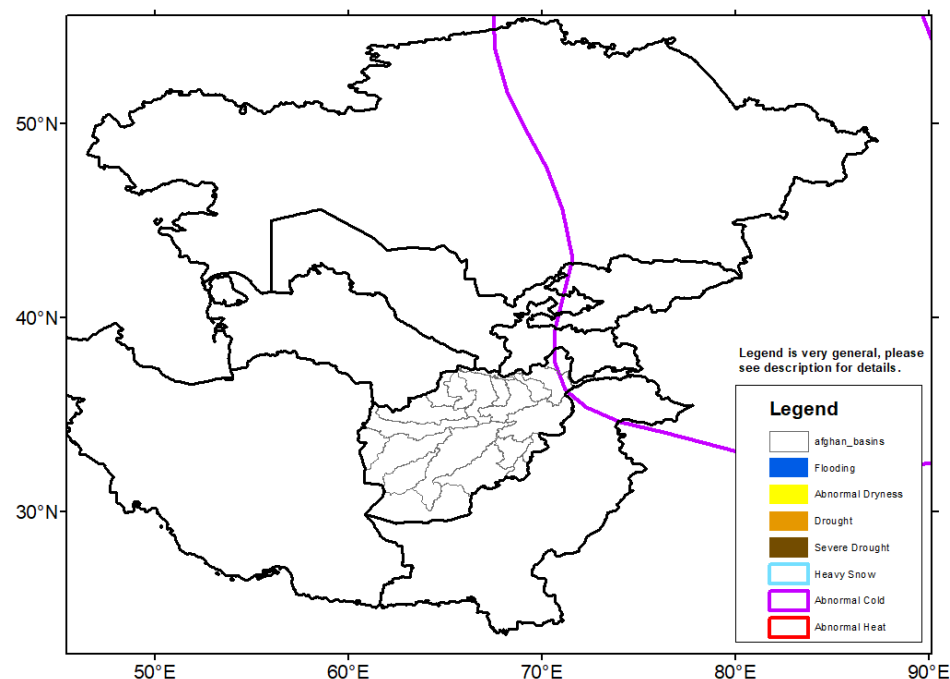 50°N
40°N
30°N
Legend is very general, please
see description for details.
Legend
afghan_basins
Flooding
Abnormal Dryness
Drought
Severe Drought
Heavy Snow
Abnormal Cold
Abnormal Heat
50°E
60°E
70°E
80°E
90°E